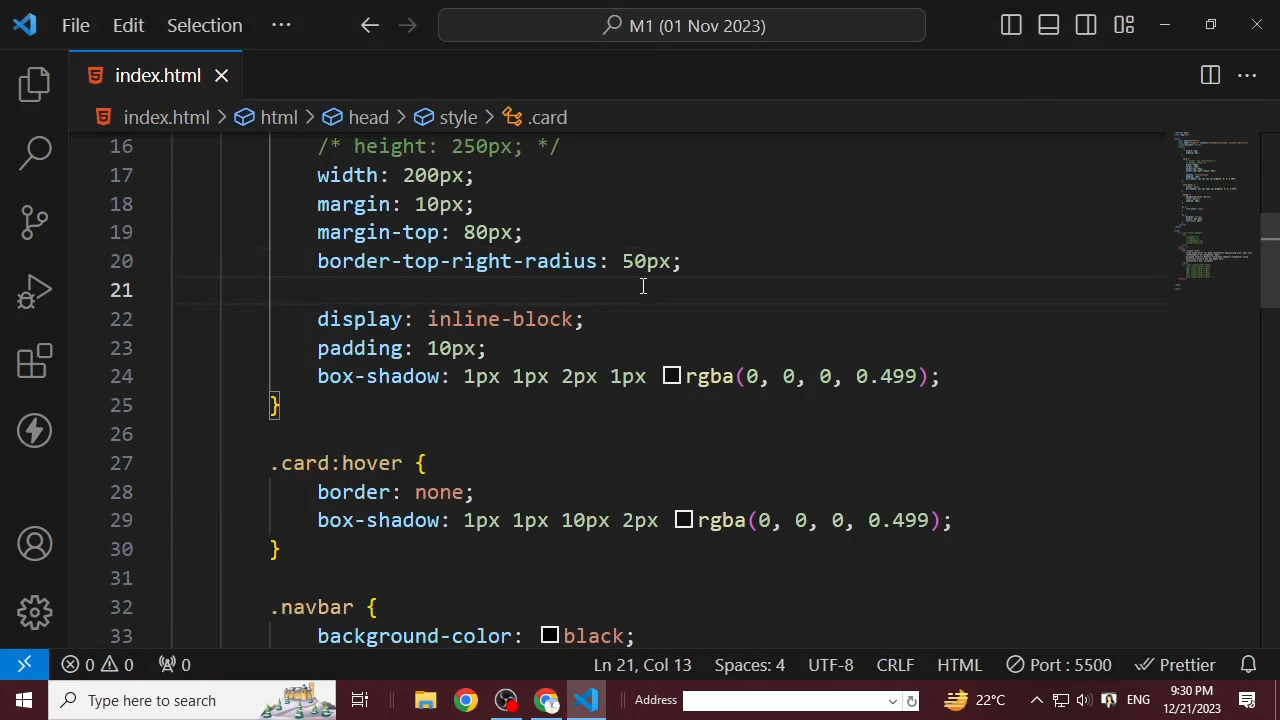 File Edit Selection ··· M1 (01 Nov 2023)
index.html
index.html > html > head > style > .card
16 /* height: 250px; */
17 width: 200px;
18 margin: 10px;
19 margin-top: 80px;
20 border-top-right-radius: 50px;
21
22 display: inline-block;
23 padding: 10px;
24 box-shadow: 1px 1px 2px 1px rgba(0, 0, 0, 0.499);
25 }
26
27 .card:hover {
28 border: none;
29 box-shadow: 1px 1px 10px 2px rgba(0, 0, 0, 0.499);
30 }
31
32 .navbar {
33 background-color: black;
0 0 0 Ln 21, Col 13 Spaces: 4 UTF-8 CRLF HTML Port : 5500 Prettier
Type here to search Address 22°C ENG 9:30 PM
12/21/2023